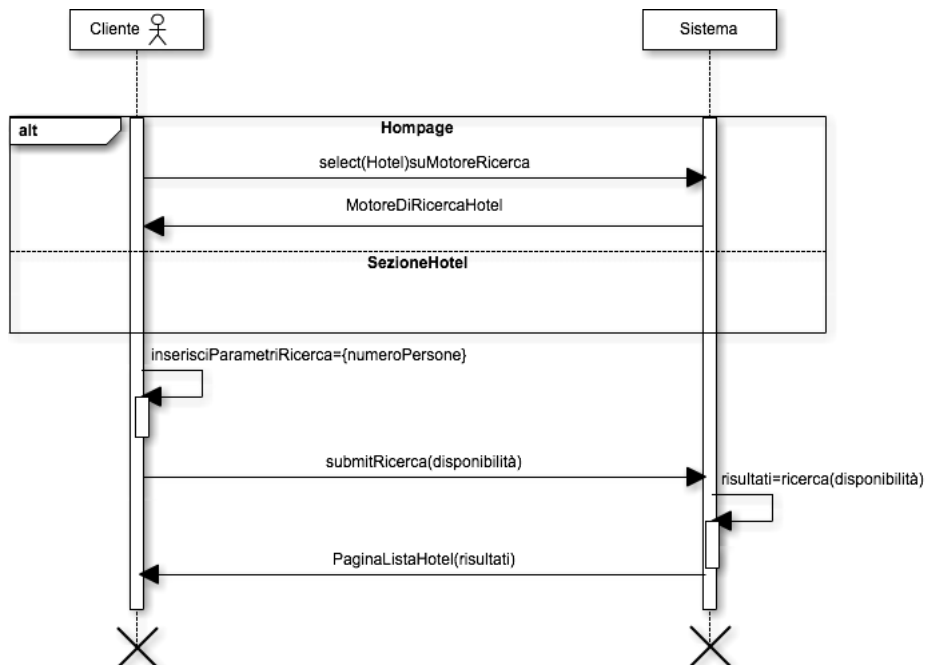 Cliente
Sistema
alt
Hompage
select(Hotel)suMotoreRicerca
MotoreDiRicercaHotel
SezioneHotel
inserisciParametriRicerca={numeroPersone}
submitRicerca(disponibilità)
risultati=ricerca(disponibilità)
PaginaListaHotel(risultati)